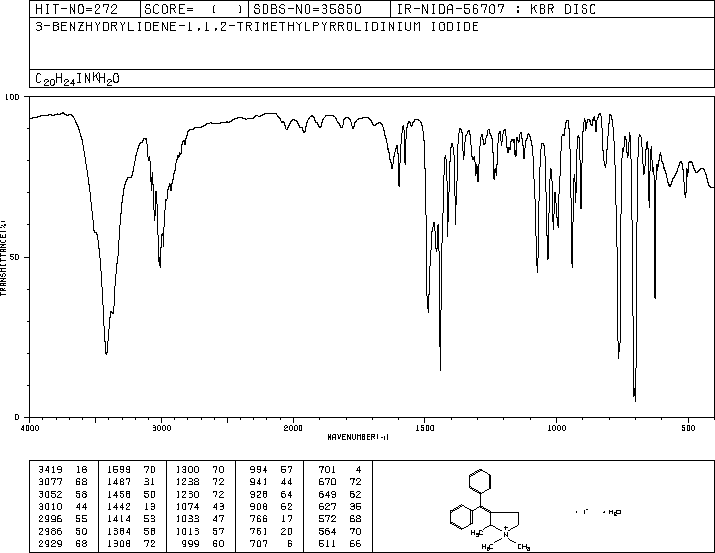 HIT-NO=272 SCORE= ( ) SDBS-NO=35850 IR-NIDA-56707 : KBR DISC
3-BENZHYDRYLIDENE-1,1,2-TRIMETHYLPYRROLIDINIUM IODIDE
C20H24INKH2O
100
50
0
TRANSMITTANCE(%)
4000 3000 2000 1500 1000 500
3419 16 1599 70 1300 70 994 57 701 4
3077 68 1487 31 1238 72 941 44 670 72
3052 58 1458 50 1230 72 928 64 649 62
3010 44 1442 13 1074 43 908 62 627 35
2996 55 1414 53 1033 47 766 17 572 68
2986 50 1384 58 1013 57 761 20 564 70
2929 68 1308 72 999 60 707 6 511 66
H3C
N+
H3C CH3
I- H2O